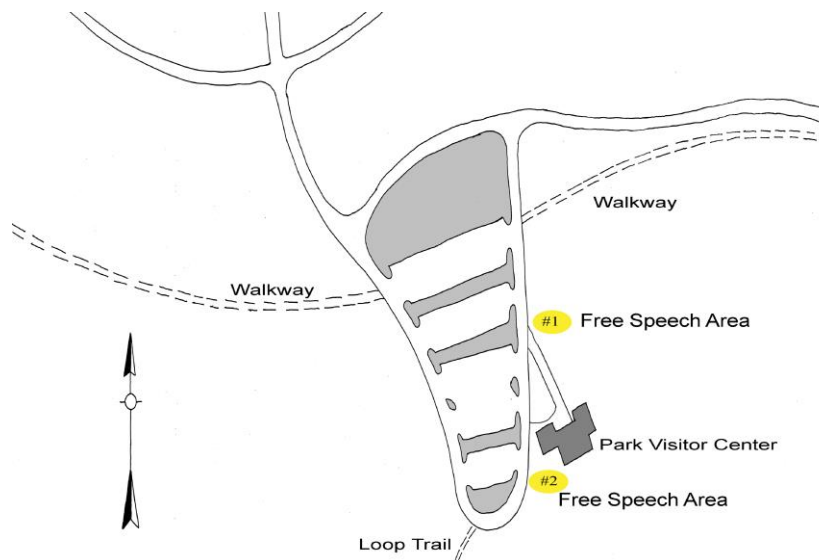 Walkway
Walkway
#1 Free Speech Area
Park Visitor Center
#2
Free Speech Area
Loop Trail